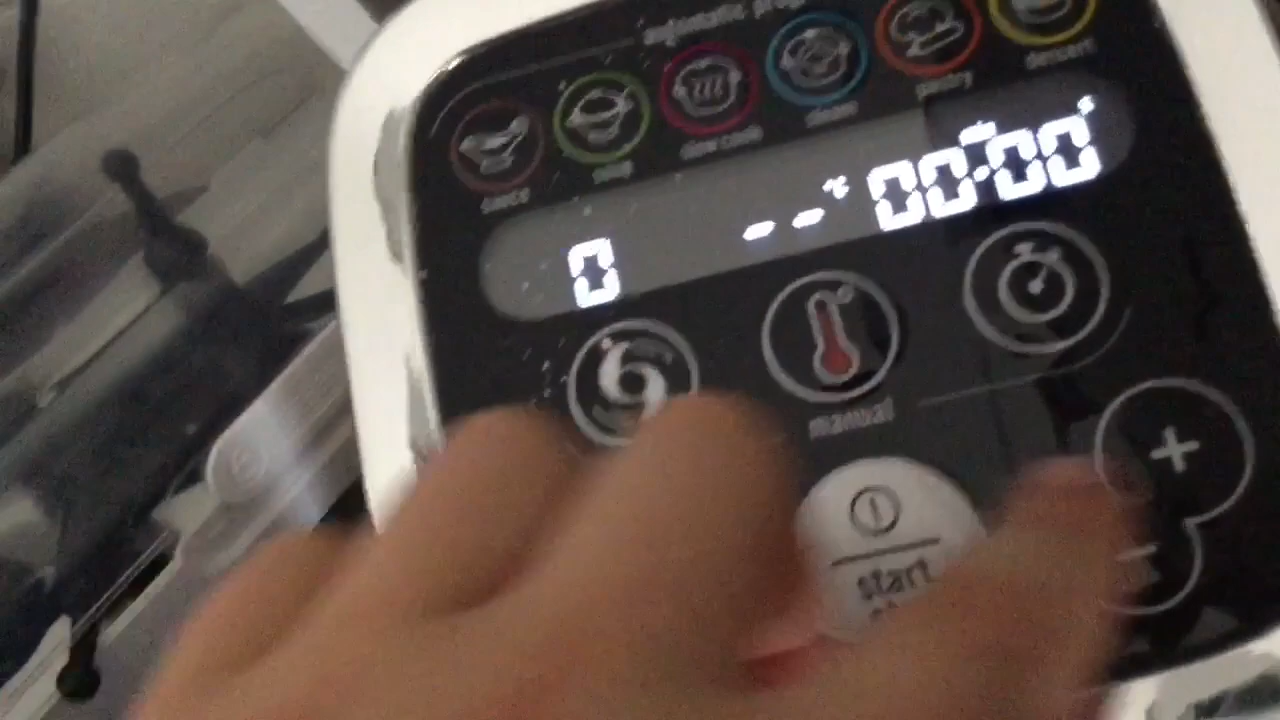 automatic prog
sauce soup slow cook steam pastry dessert
0 --°c 00:00 s
manual
+
start
-